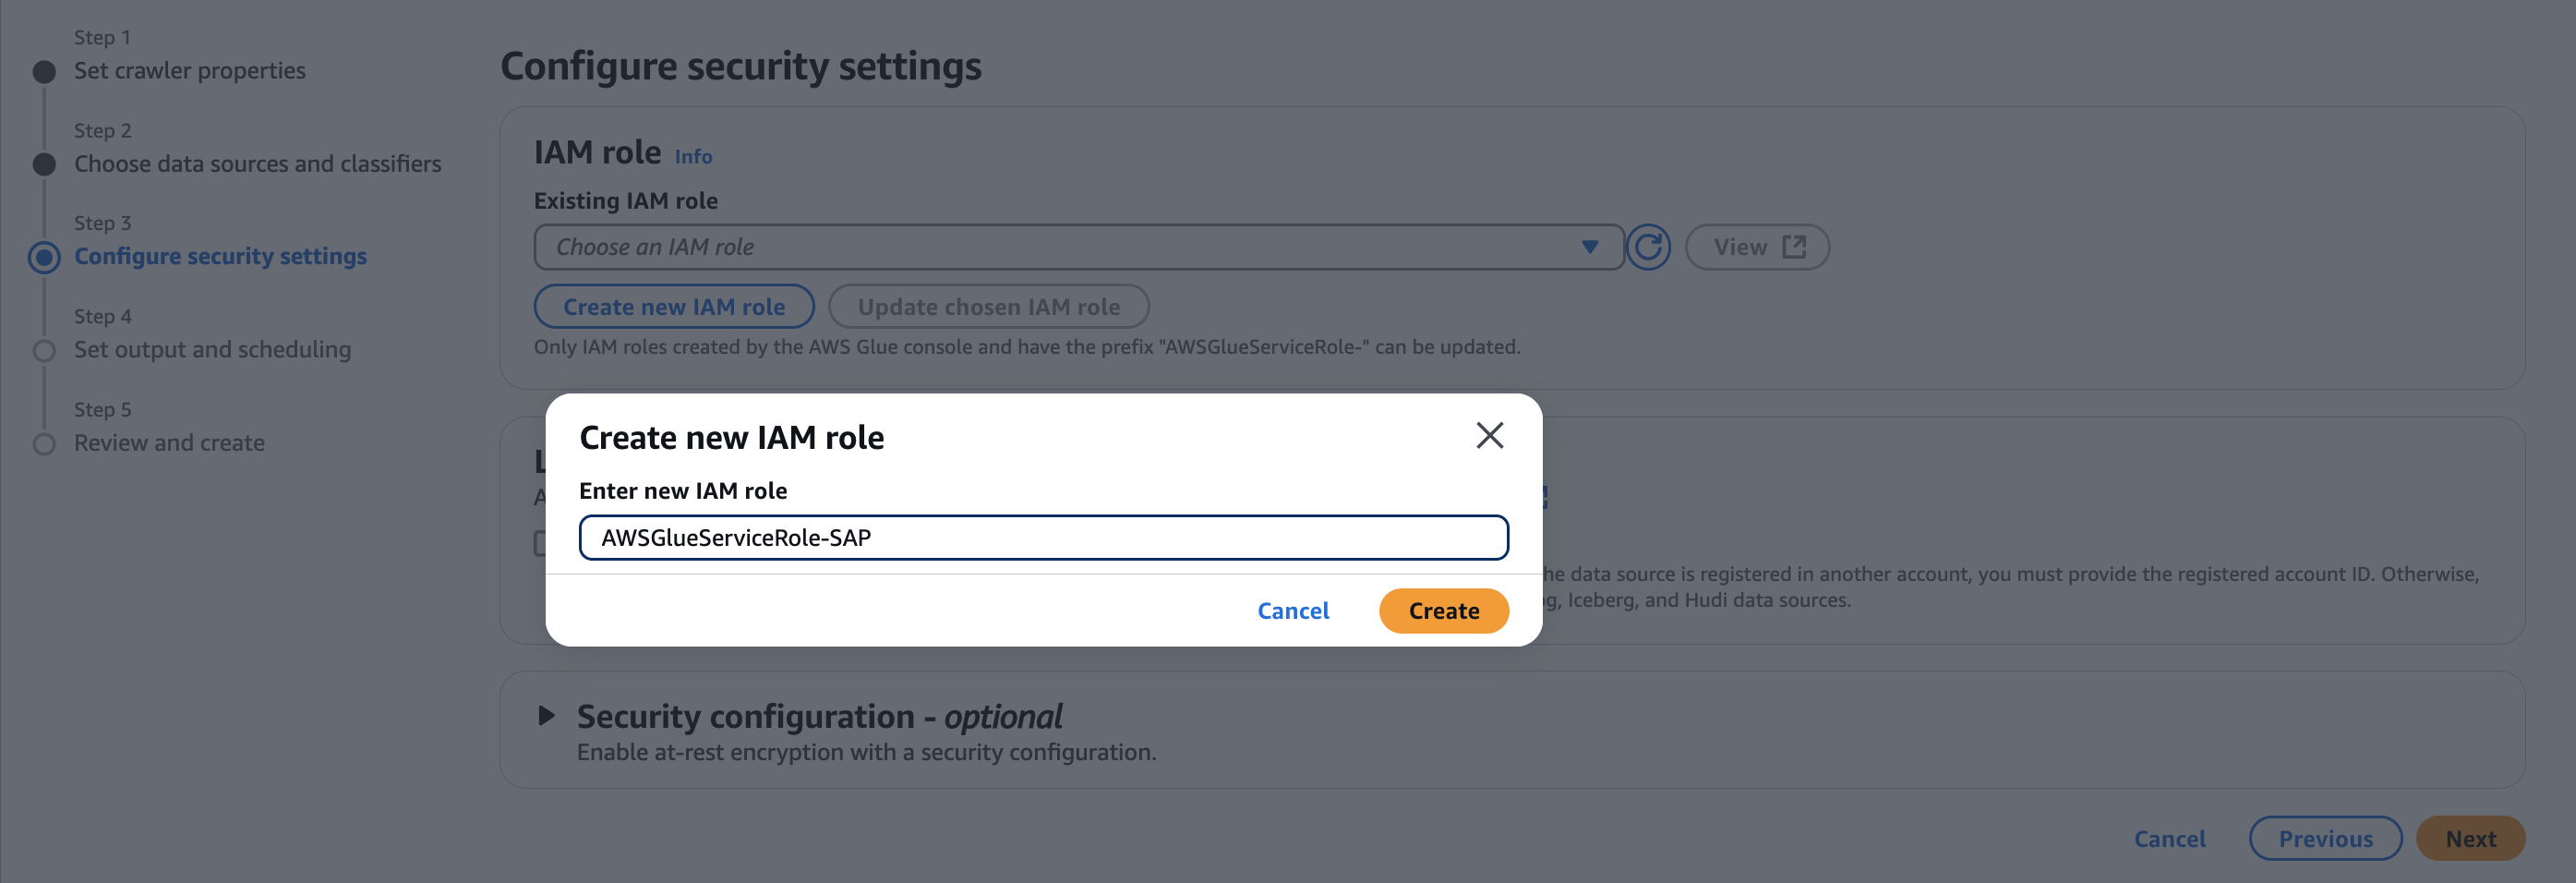 Step 1
Set crawler properties
Step 2
Choose data sources and classifiers
Step 3
Configure security settings
Step 4
Set output and scheduling
Step 5
Review and create
Configure security settings
IAM role Info
Existing IAM role
Choose an IAM role
View
Create new IAM role
Update chosen IAM role
Only IAM roles created by the AWS Glue console and have the prefix "AWSGlueServiceRole-" can be updated.
Create new IAM role
Enter new IAM role
AWSGlueServiceRole-SAP
Cancel
Create
data source is registered in another account, you must provide the registered account ID. Otherwise,
Iceberg, and Hudi data sources.
Security configuration - optional
Enable at-rest encryption with a security configuration.
Cancel
Previous
Next